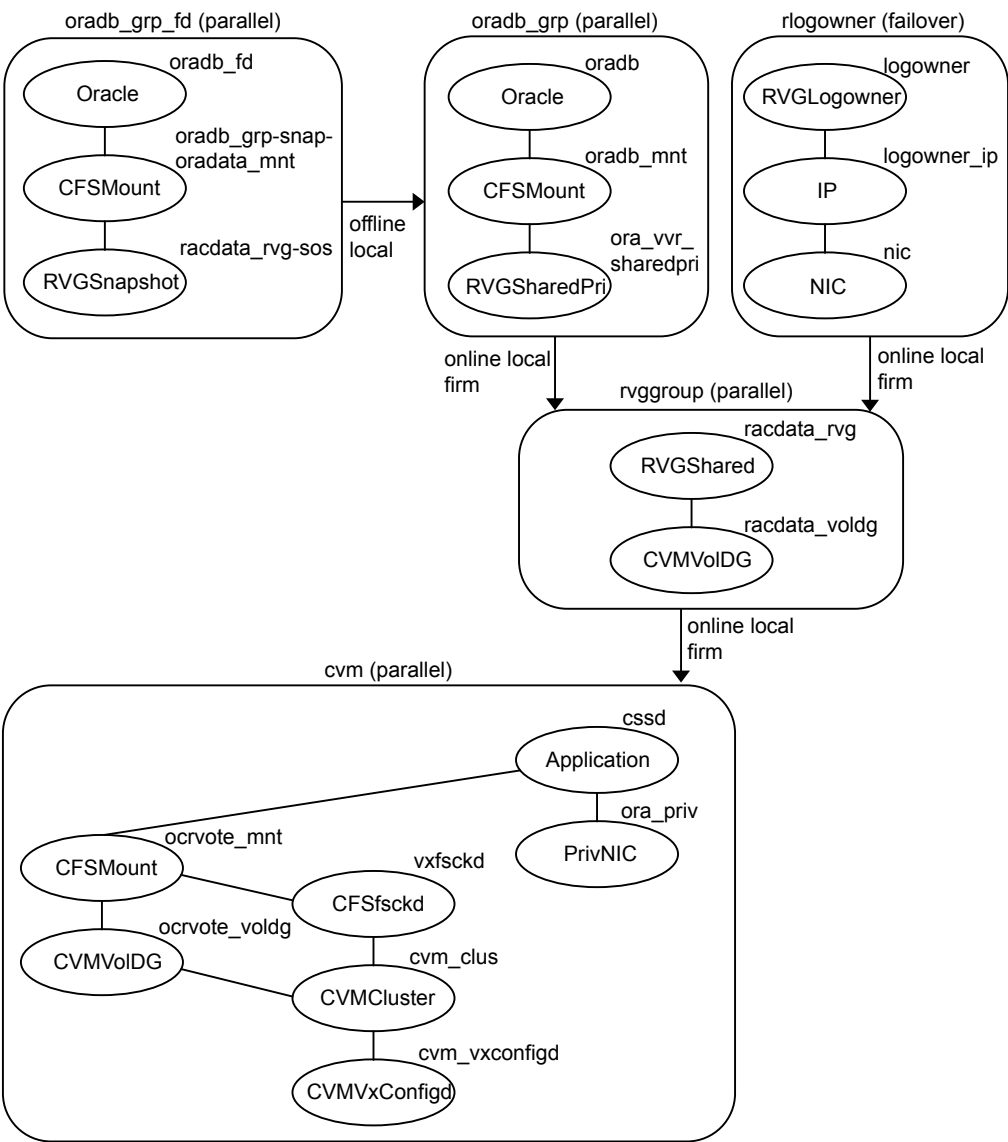 oradb_grp_fd (parallel)
oradb_fd
Oracle
oradb_grp-snap-
oradata_mnt
CFSMount
racdata_rvg-sos
RVGSnapshot
offline
local
oradb_grp (parallel)
oradb
Oracle
oradb_mnt
CFSMount
ora_vvr_
sharedpri
RVGSharedPri
rlogowner (failover)
logowner
RVGLogowner
logowner_ip
IP
nic
NIC
online local
firm
online local
firm
rvggroup (parallel)
racdata_rvg
RVGShared
racdata_voldg
CVMVolDG
online local
firm
cvm (parallel)
cssd
Application
ora_priv
PrivNIC
ocrvote_mnt
CFSMount
vxfsckd
CFSfsckd
ocrvote_voldg
CVMVolDG
cvm_clus
CVMCluster
cvm_vxconfigd
CVMVxConfigd